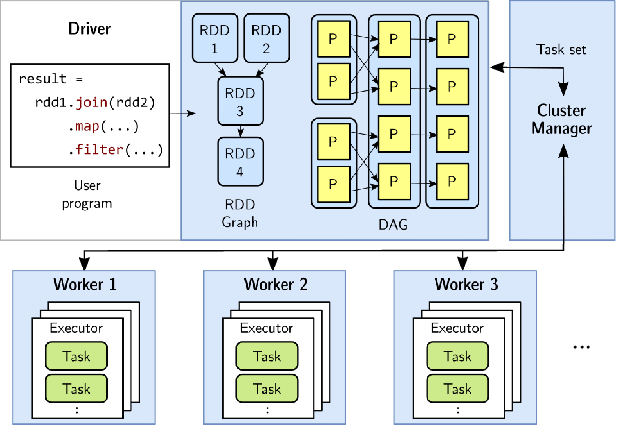 Driver
result =
rdd1.join(rdd2)
.map(...)
.filter(...)
User
program
RDD
1
RDD
2
RDD
3
RDD
4
RDD
Graph
P
P
P
P
P
P
P
P
P
P
P
P
DAG
Task set
Cluster
Manager
Worker 1
Executor
Task
Task
:
Worker 2
Executor
Task
Task
:
Worker 3
Executor
Task
Task
:
...